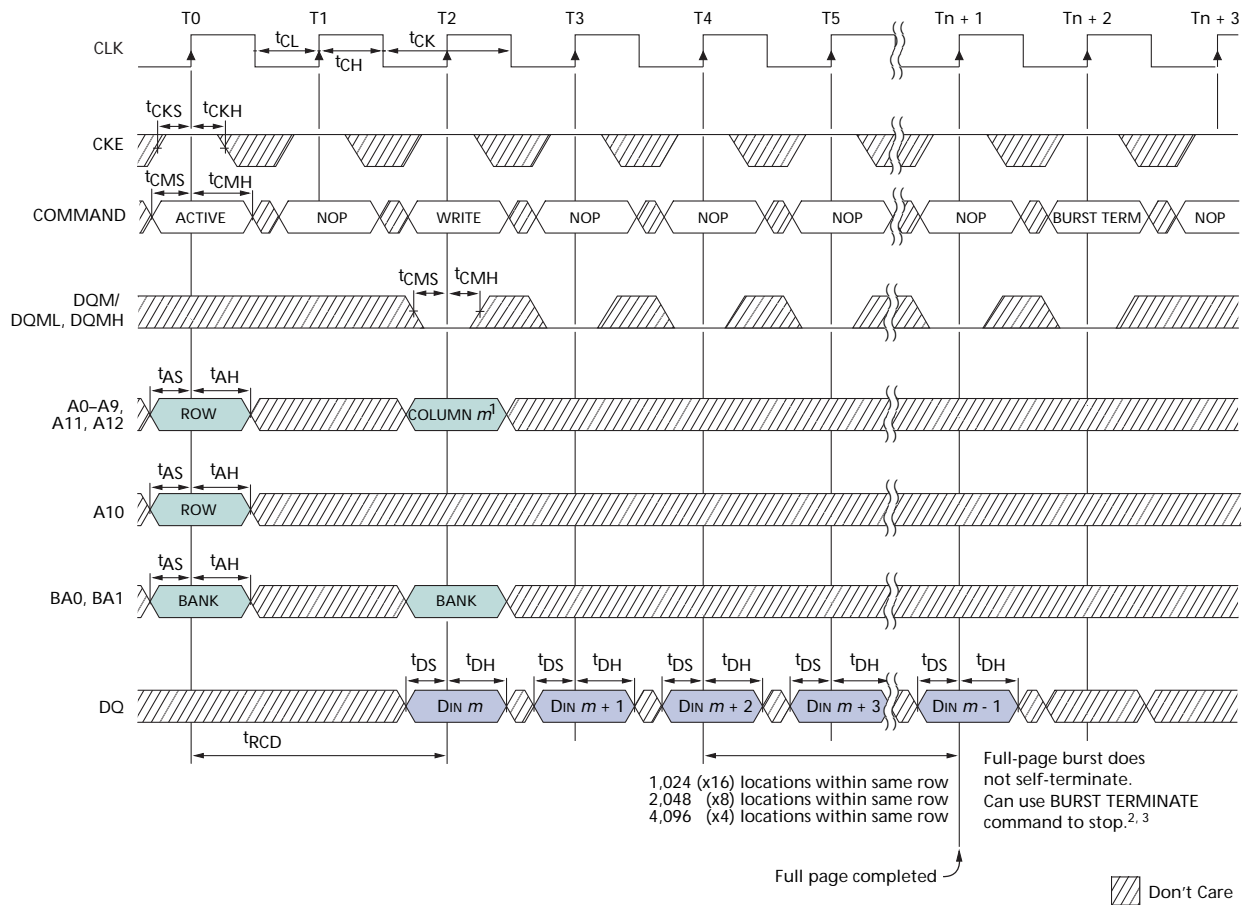 T0 T1 T2 T3 T4 T5 Tn + 1 Tn + 2 Tn + 3
CLK
tCL
tCK
tCH
tCKS tCKH
CKE
tCMS tCMH
COMMAND
ACTIVE NOP WRITE NOP NOP NOP NOP BURST TERM NOP
tCMS tCMH
DQM/
DQML, DQMH
tAS tAH
A0–A9,
A11, A12
ROW COLUMN m1
tAS tAH
A10
ROW
tAS tAH
BA0, BA1
BANK BANK
tDS tDH tDS tDH tDS tDH tDS tDH tDS tDH
DQ
DIN m DIN m + 1 DIN m + 2 DIN m + 3 DIN m - 1
tRCD
1,024 (x16) locations within same row
2,048 (x8) locations within same row
4,096 (x4) locations within same row
Full-page burst does
not self-terminate.
Can use BURST TERMINATE
command to stop.2, 3
Full page completed
Don't Care